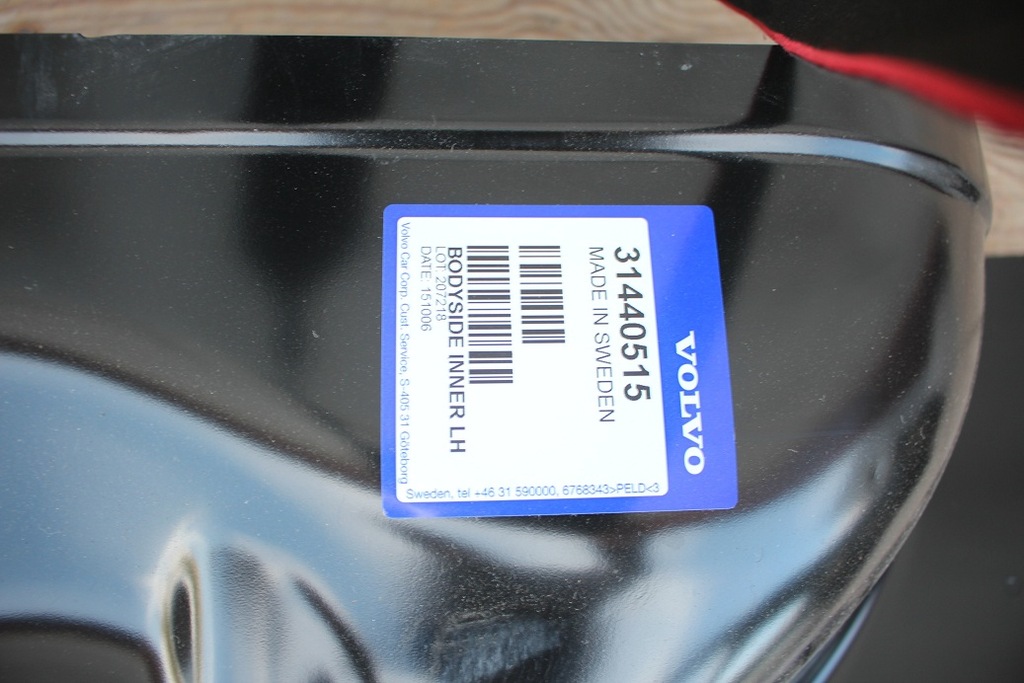 VOLVO
31440515
MADE IN SWEDEN
BODYSIDE INNER LH
LOT: 207218
DATE: 151006
Volvo Car Corp. Cust. Service, S-405 31 Göteborg
Sweden, tel +46 31 590000, 6768343>PELD<3